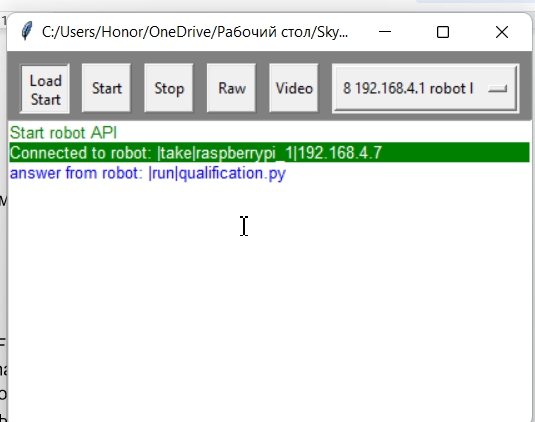 C:/Users/Honor/OneDrive/Рабочий стол/Sky...
Load Start
Start
Stop
Raw
Video
8 192.168.4.1 robot I
Start robot API
Connected to robot: |take|raspberrypi_1|192.168.4.7
answer from robot: |run|qualification.py